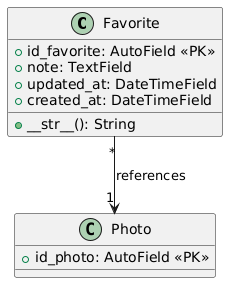 C Favorite
id_favorite: AutoField «PK»
note: TextField
updated_at: DateTimeField
created_at: DateTimeField
__str__(): String
*
references
1
C Photo
id_photo: AutoField «PK»